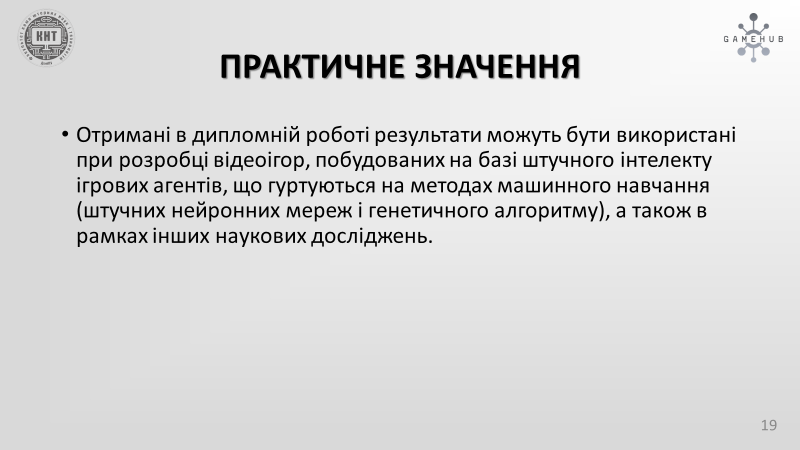 КНТ
GAMEHUB
ПРАКТИЧНЕ ЗНАЧЕННЯ
• Отримані в дипломній роботі результати можуть бути використані
при розробці відеоігор, побудованих на базі штучного інтелекту
ігрових агентів, що гуртуються на методах машинного навчання
(штучних нейронних мереж і генетичного алгоритму), а також в
рамках інших наукових досліджень.
19